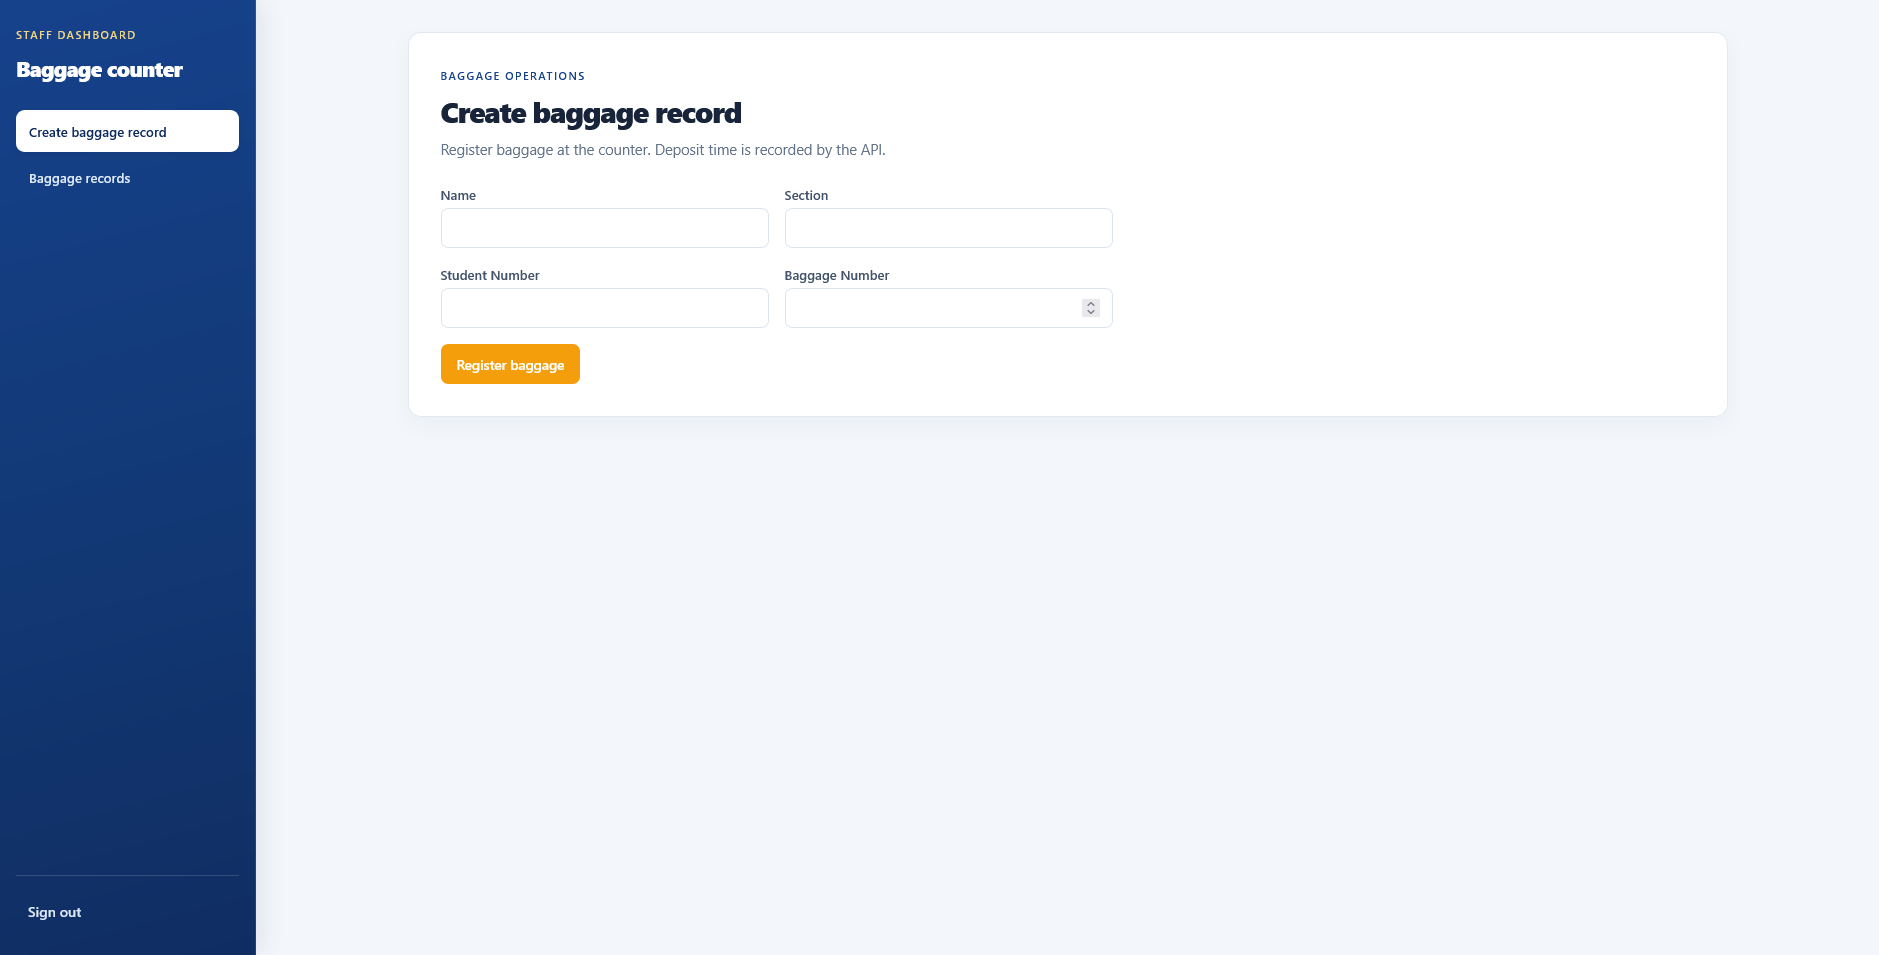 STAFF DASHBOARD
Baggage counter
Create baggage record
Baggage records
Sign out
BAGGAGE OPERATIONS
Create baggage record
Register baggage at the counter. Deposit time is recorded by the API.
Name
Section
Student Number
Baggage Number
Register baggage